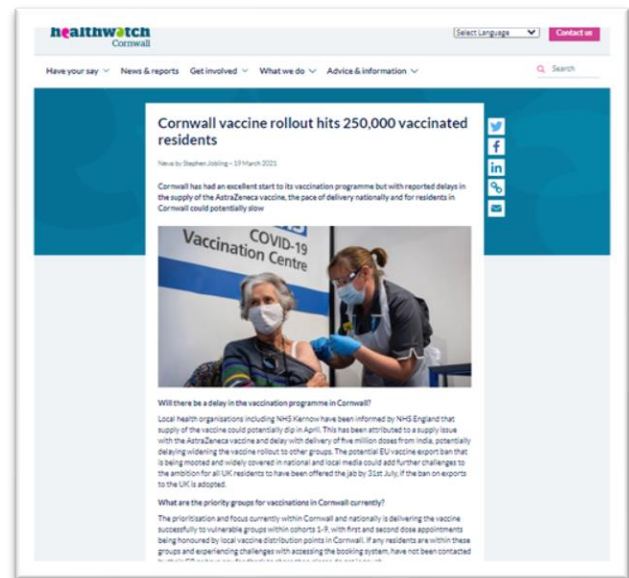 healthwatch
Cornwall
Select Language
Contact us
Have your say News & reports Get involved What we do Advice & information
Search
Cornwall vaccine rollout hits 250,000 vaccinated
residents
News by Stephen Jobling – 19 March 2021
Cornwall has had an excellent start to its vaccination programme but with reported delays in
the supply of the AstraZeneca vaccine, the pace of delivery nationally and for residents in
Cornwall could potentially slow
COVID-19
Vaccination Centre
Will there be a delay in the vaccination programme in Cornwall?
Local health organisations including NHS Kernow have been informed by NHS England that
supply of the vaccine could potentially dip in April. This has been attributed to a supply issue
with the AstraZeneca vaccine and delay with delivery of five million doses from India, potentially
delaying widening the vaccine rollout to other groups. The potential EU vaccine export ban that
is being mooted and widely covered in national and local media could add further challenges to
the ambition for all UK residents to have been offered the jab by 31st July, if the ban on exports
to the UK is adopted.
What are the priority groups for vaccinations in Cornwall currently?
The prioritisation and focus currently within Cornwall and nationally is delivering the vaccine
successfully to vulnerable groups within cohorts 1-9, with first and second dose appointments
being honoured by local vaccine distribution points in Cornwall. If any residents are within these
groups and experiencing challenges with accessing the booking system, have not been contacted